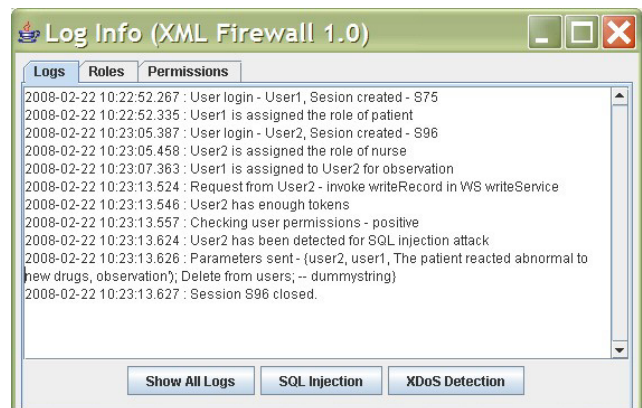 Log Info (XML Firewall 1.0)
Logs Roles Permissions
2008-02-22 10:22:52.267 : User login - User1, Sesion created - S75
2008-02-22 10:22:52.335 : User1 is assigned the role of patient
2008-02-22 10:23:05.387 : User login - User2, Sesion created - S96
2008-02-22 10:23:05.458 : User2 is assigned the role of nurse
2008-02-22 10:23:07.363 : User1 is assigned to User2 for observation
2008-02-22 10:23:13.524 : Request from User2 - invoke writeRecord in WS writeService
2008-02-22 10:23:13.546 : User2 has enough tokens
2008-02-22 10:23:13.557 : Checking user permissions - positive
2008-02-22 10:23:13.624 : User2 has been detected for SQL injection attack
2008-02-22 10:23:13.626 : Parameters sent - {user2, user1, The patient reacted abnormal to
new drugs, observation'); Delete from users; -- dummystring}
2008-02-22 10:23:13.627 : Session S96 closed.
Show All Logs SQL Injection XDoS Detection